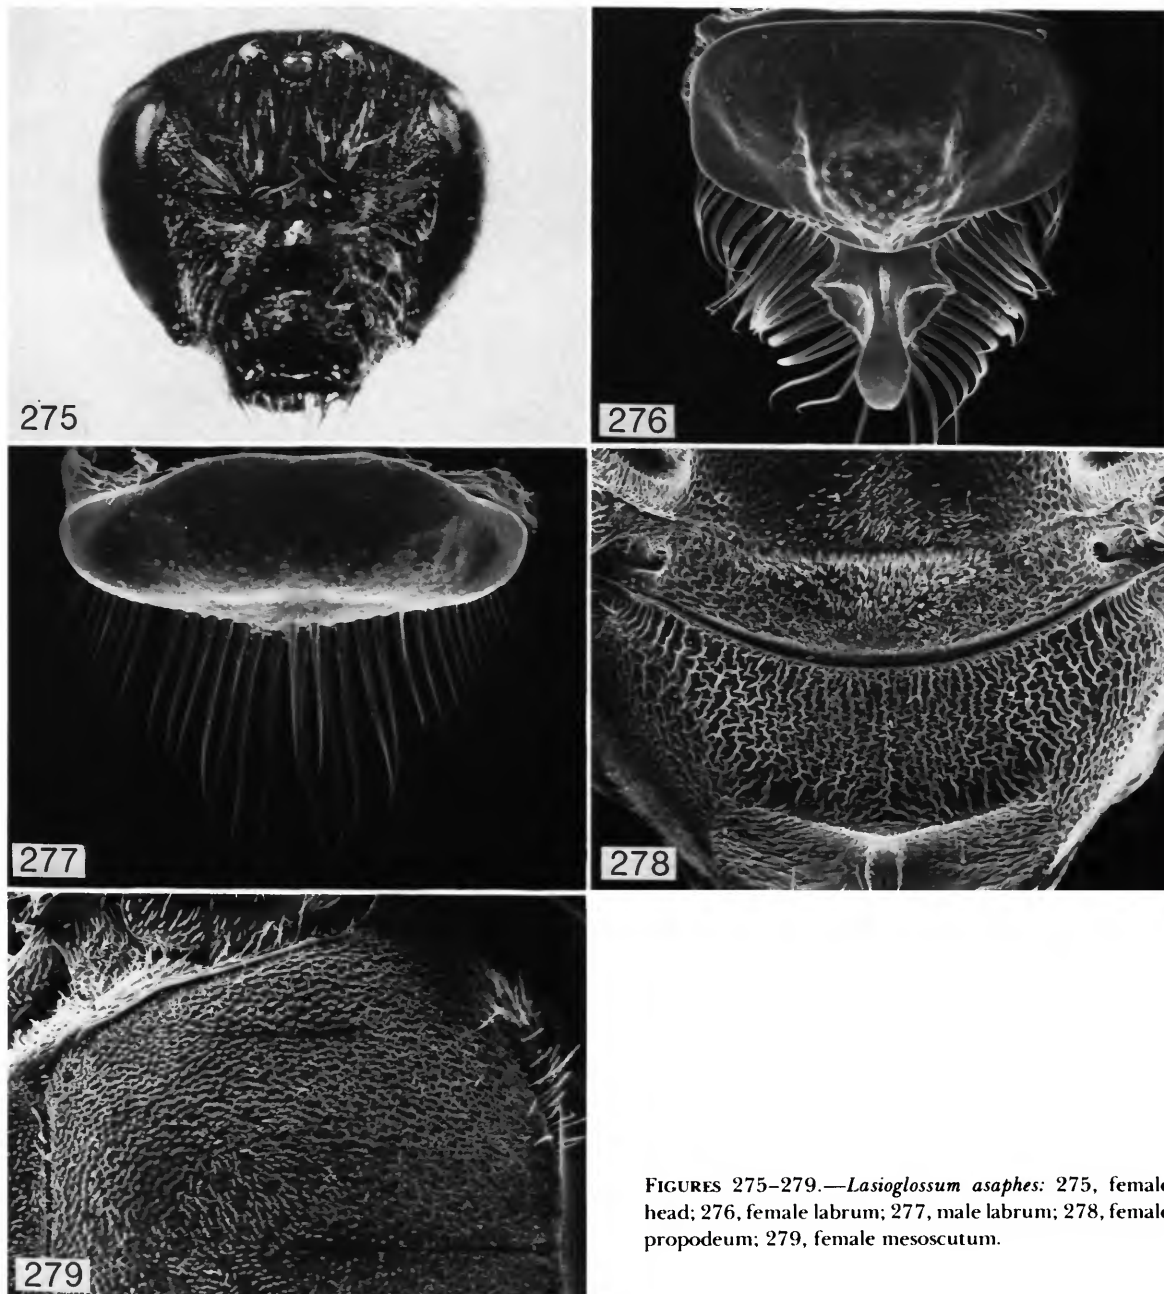 275
276
277
278
279
FIGURES 275–279.—Lasioglossum asaphes: 275, female
head; 276, female labrum; 277, male labrum; 278, female
propodeum; 279, female mesoscutum.